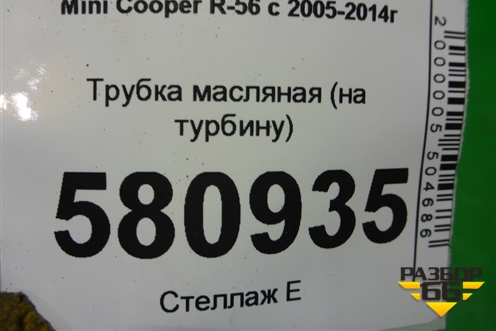 Mini Cooper R-56 с 2005-2014г
Трубка масляная (на
турбину)
580935
Стеллаж Е
2000005504686
РАЗБОР
66